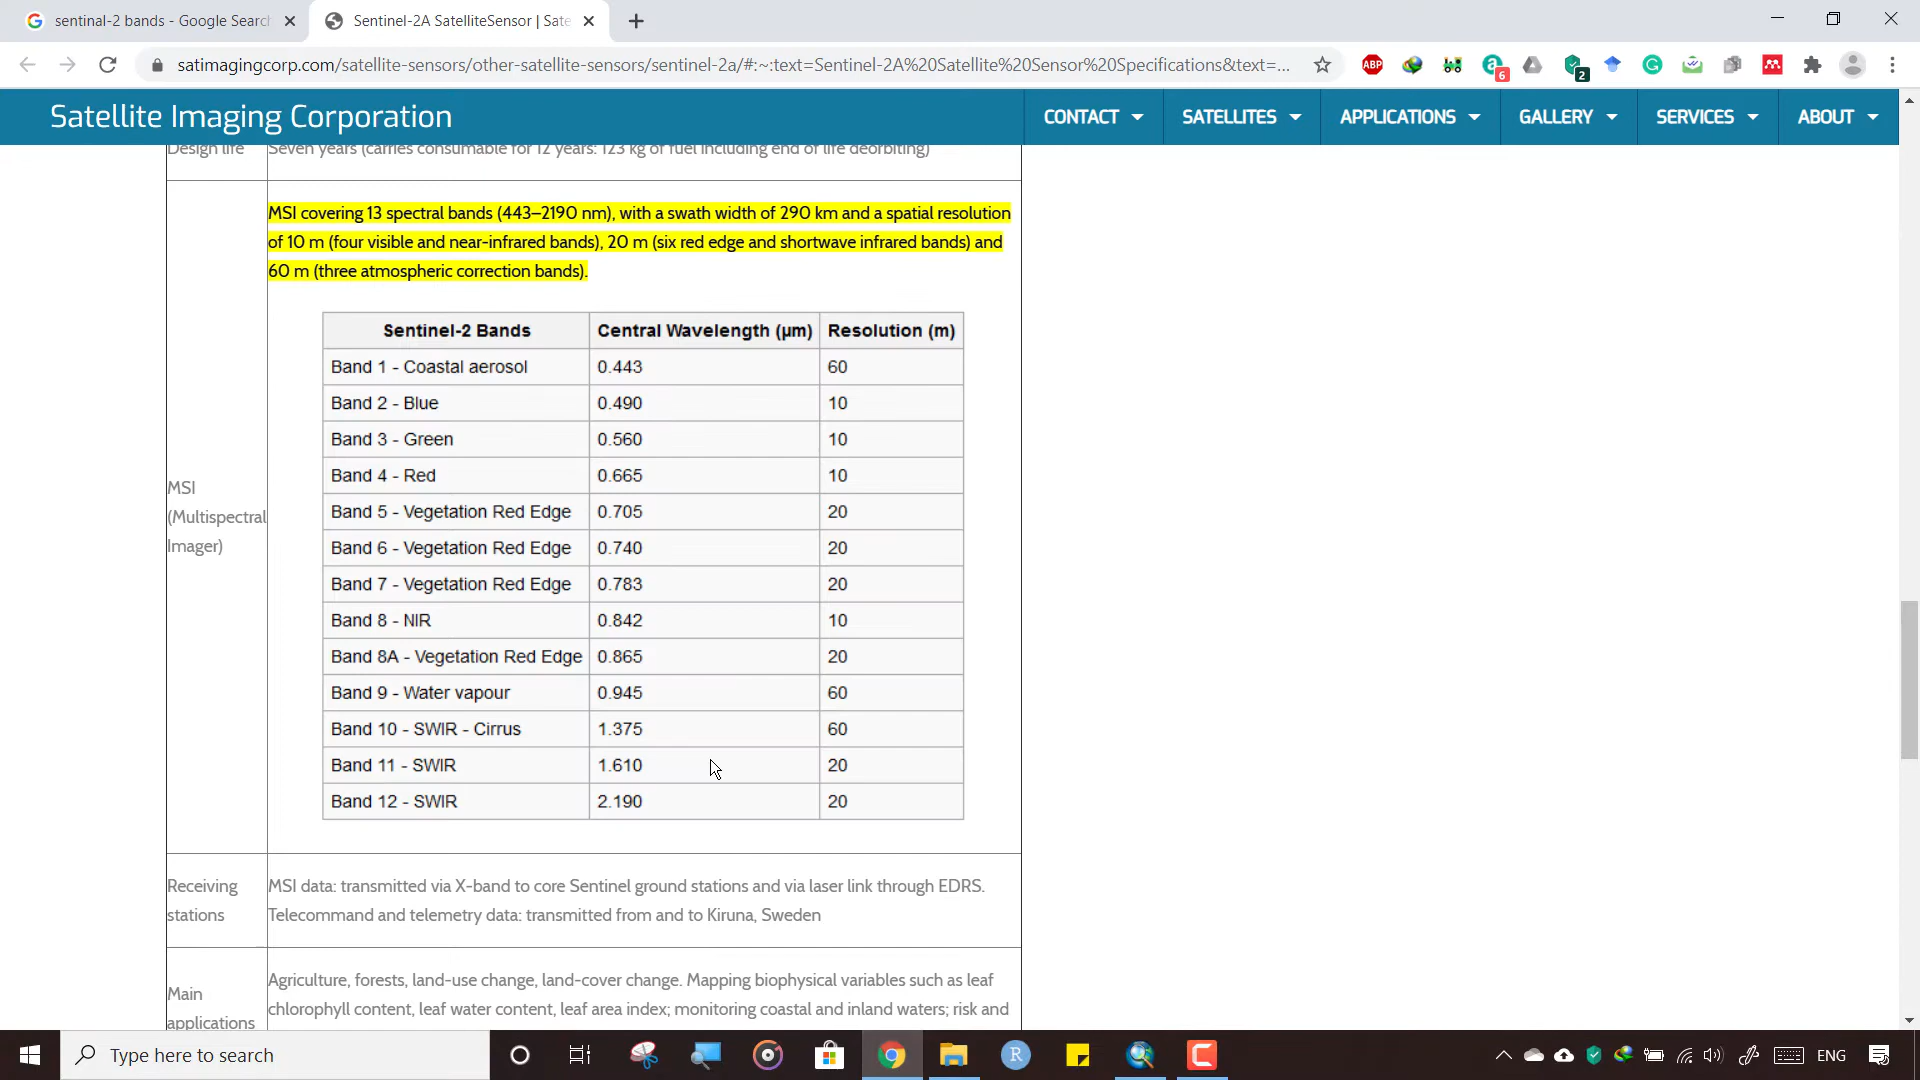 sentinal-2 bands - Google Search
Sentinel-2A SatelliteSensor | Sate
satimagingcorp.com/satellite-sensors/other-satellite-sensors/sentinel-2a/#:~:text=Sentinel-2A%20Satellite%20Sensor%20Specifications&text=...
ABP
6
2
Satellite Imaging Corporation
CONTACT
SATELLITES
APPLICATIONS
GALLERY
SERVICES
ABOUT
Design life
Seven years (carries consumable for 12 years: 123 kg of fuel including end of life deorbiting)
MSI covering 13 spectral bands (443–2190 nm), with a swath width of 290 km and a spatial resolution
of 10 m (four visible and near-infrared bands), 20 m (six red edge and shortwave infrared bands) and
60 m (three atmospheric correction bands).
MSI
(Multispectral
Imager)
Sentinel-2 Bands Central Wavelength (µm) Resolution (m)
Band 1 - Coastal aerosol 0.443 60
Band 2 - Blue 0.490 10
Band 3 - Green 0.560 10
Band 4 - Red 0.665 10
Band 5 - Vegetation Red Edge 0.705 20
Band 6 - Vegetation Red Edge 0.740 20
Band 7 - Vegetation Red Edge 0.783 20
Band 8 - NIR 0.842 10
Band 8A - Vegetation Red Edge 0.865 20
Band 9 - Water vapour 0.945 60
Band 10 - SWIR - Cirrus 1.375 60
Band 11 - SWIR 1.610 20
Band 12 - SWIR 2.190 20
Receiving
stations
MSI data: transmitted via X-band to core Sentinel ground stations and via laser link through EDRS.
Telecommand and telemetry data: transmitted from and to Kiruna, Sweden
Main
applications
Agriculture, forests, land-use change, land-cover change. Mapping biophysical variables such as leaf
chlorophyll content, leaf water content, leaf area index; monitoring coastal and inland waters; risk and
Type here to search
R
ENG